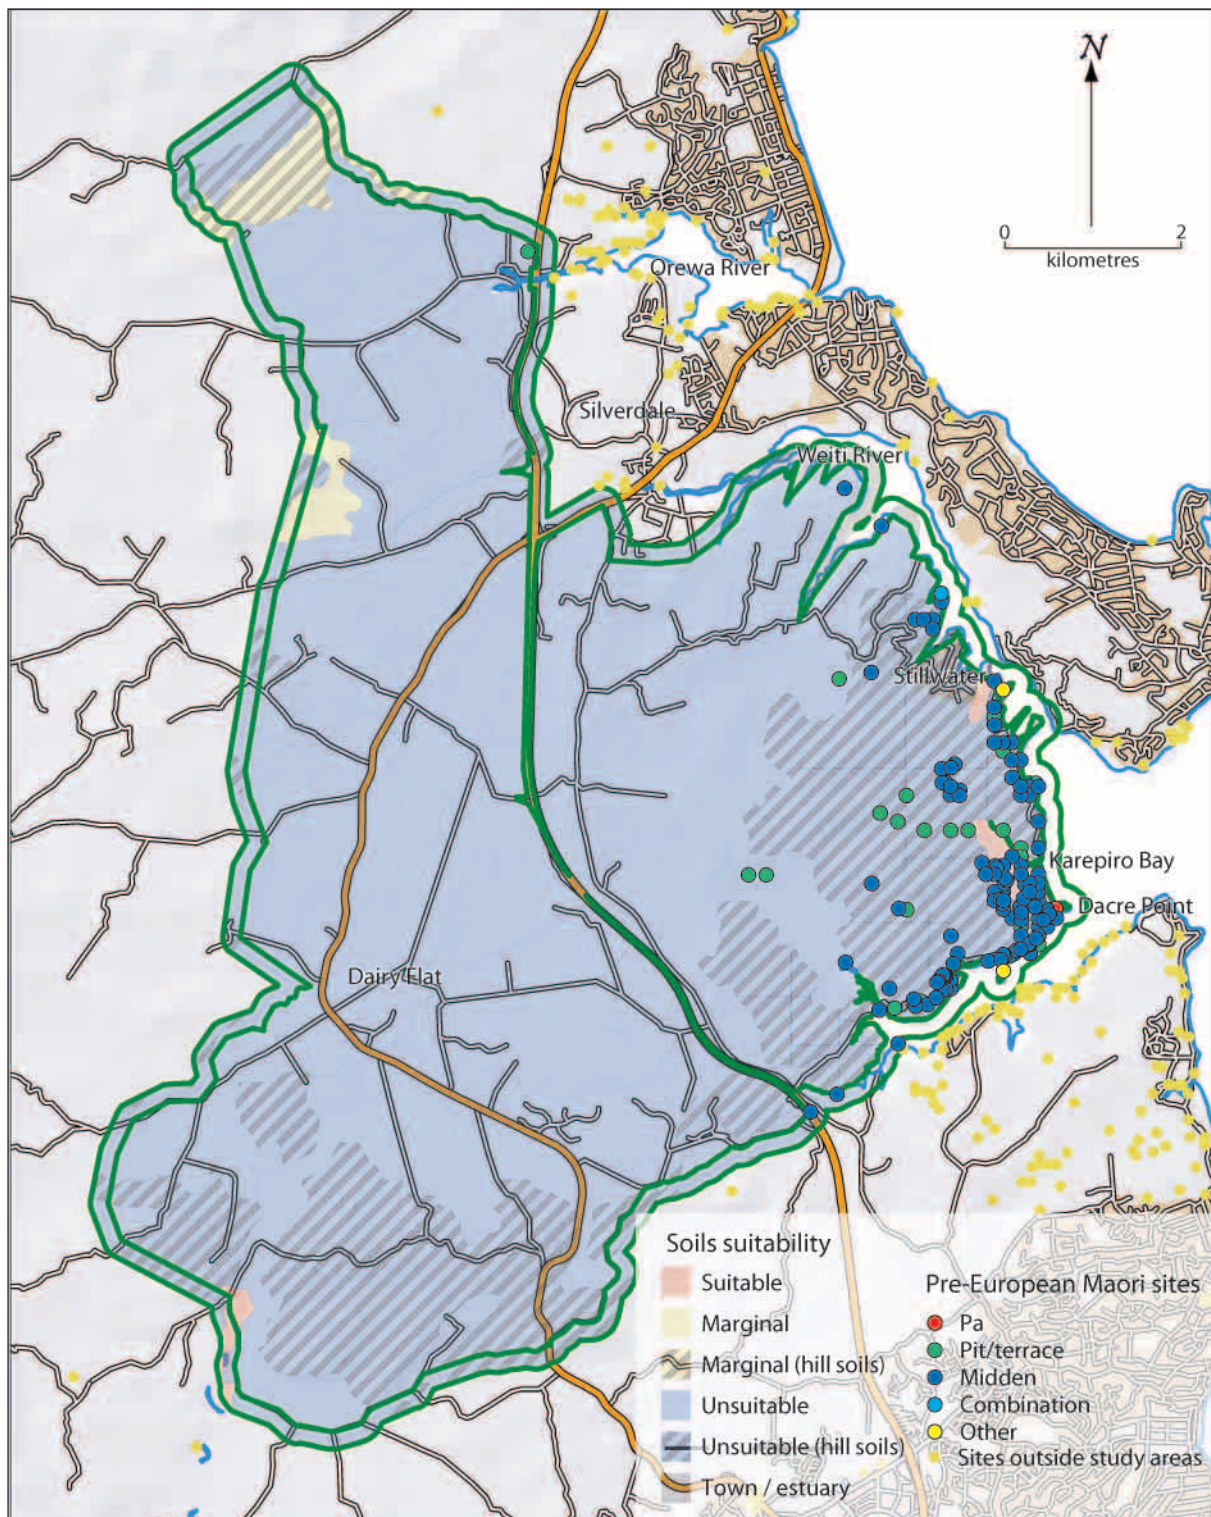 N
0 2
kilometres
Orewa River
Silverdale
Weiti River
Stillwater
Karepiro Bay
Dacre Point
Dairy Flat
Soils suitability
Suitable
Marginal
Marginal (hill soils)
Unsuitable
Unsuitable (hill soils)
Town / estuary
Pre-European Maori sites
Pa
Pit/terrace
Midden
Combination
Other
Sites outside study areas